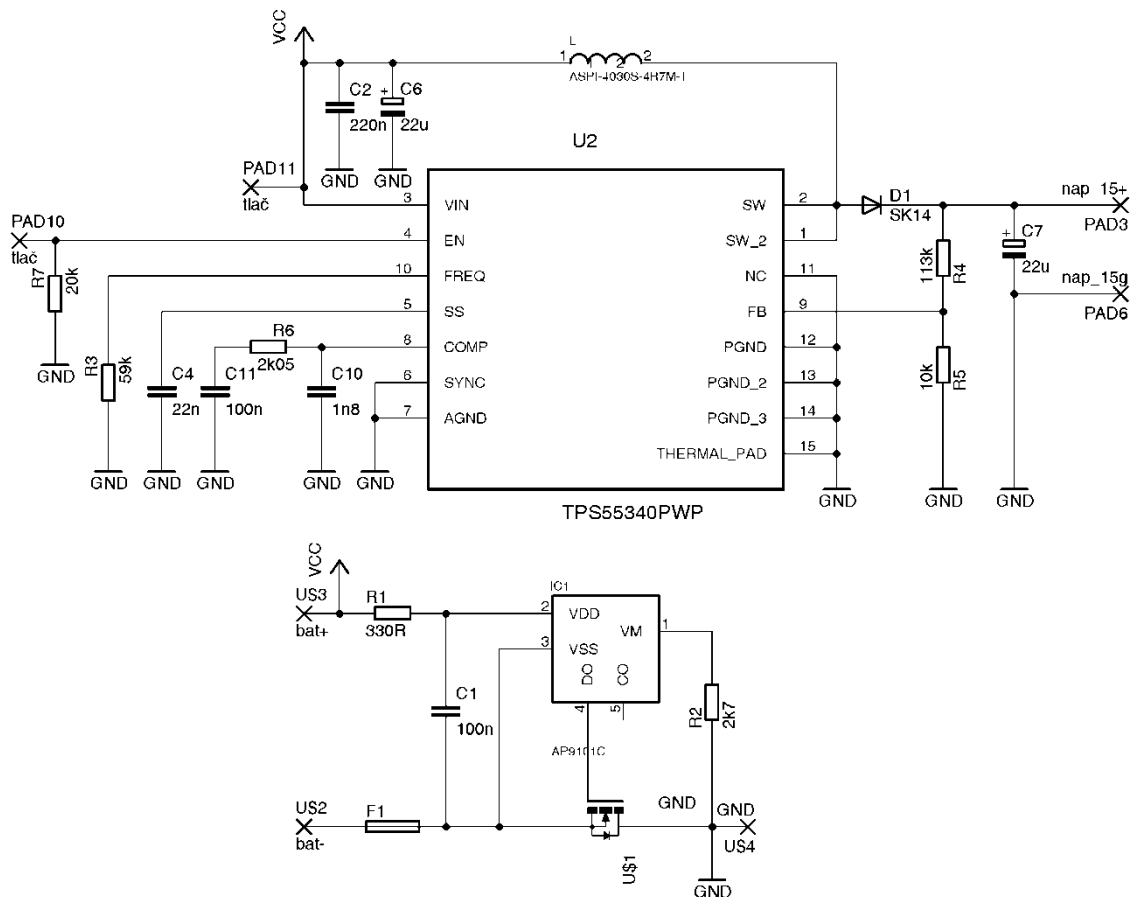 VCC
L
1 2 2
ASPI-4030S-4R7M-T
C2
220n
C6
+
22u
GND
GND
U2
PAD11
tlač
PAD10
tlač
R7
20k
GND
R3
59k
GND
C4
22n
GND
C11
100n
GND
R6
2k05
C10
1n8
GND
GND
3 VIN
4 EN
10 FREQ
5 SS
8 COMP
6 SYNC
7 AGND
SW 2
SW_2 1
NC 11
FB 9
PGND 12
PGND_2 13
PGND_3 14
THERMAL_PAD 15
TPS55340PWP
GND
D1
SK14
113k
R4
10k
R5
GND
+
C7
22u
GND
nap_15+
PAD3
nap_15g
PAD6
VCC
US3
bat+
R1
330R
C1
100n
IC1
2 VDD
3 VSS
VM 1
DO
CO
4
5
AP9101C
R2
2k7
US2
bat-
F1
U$1
GND
GND
US4
GND